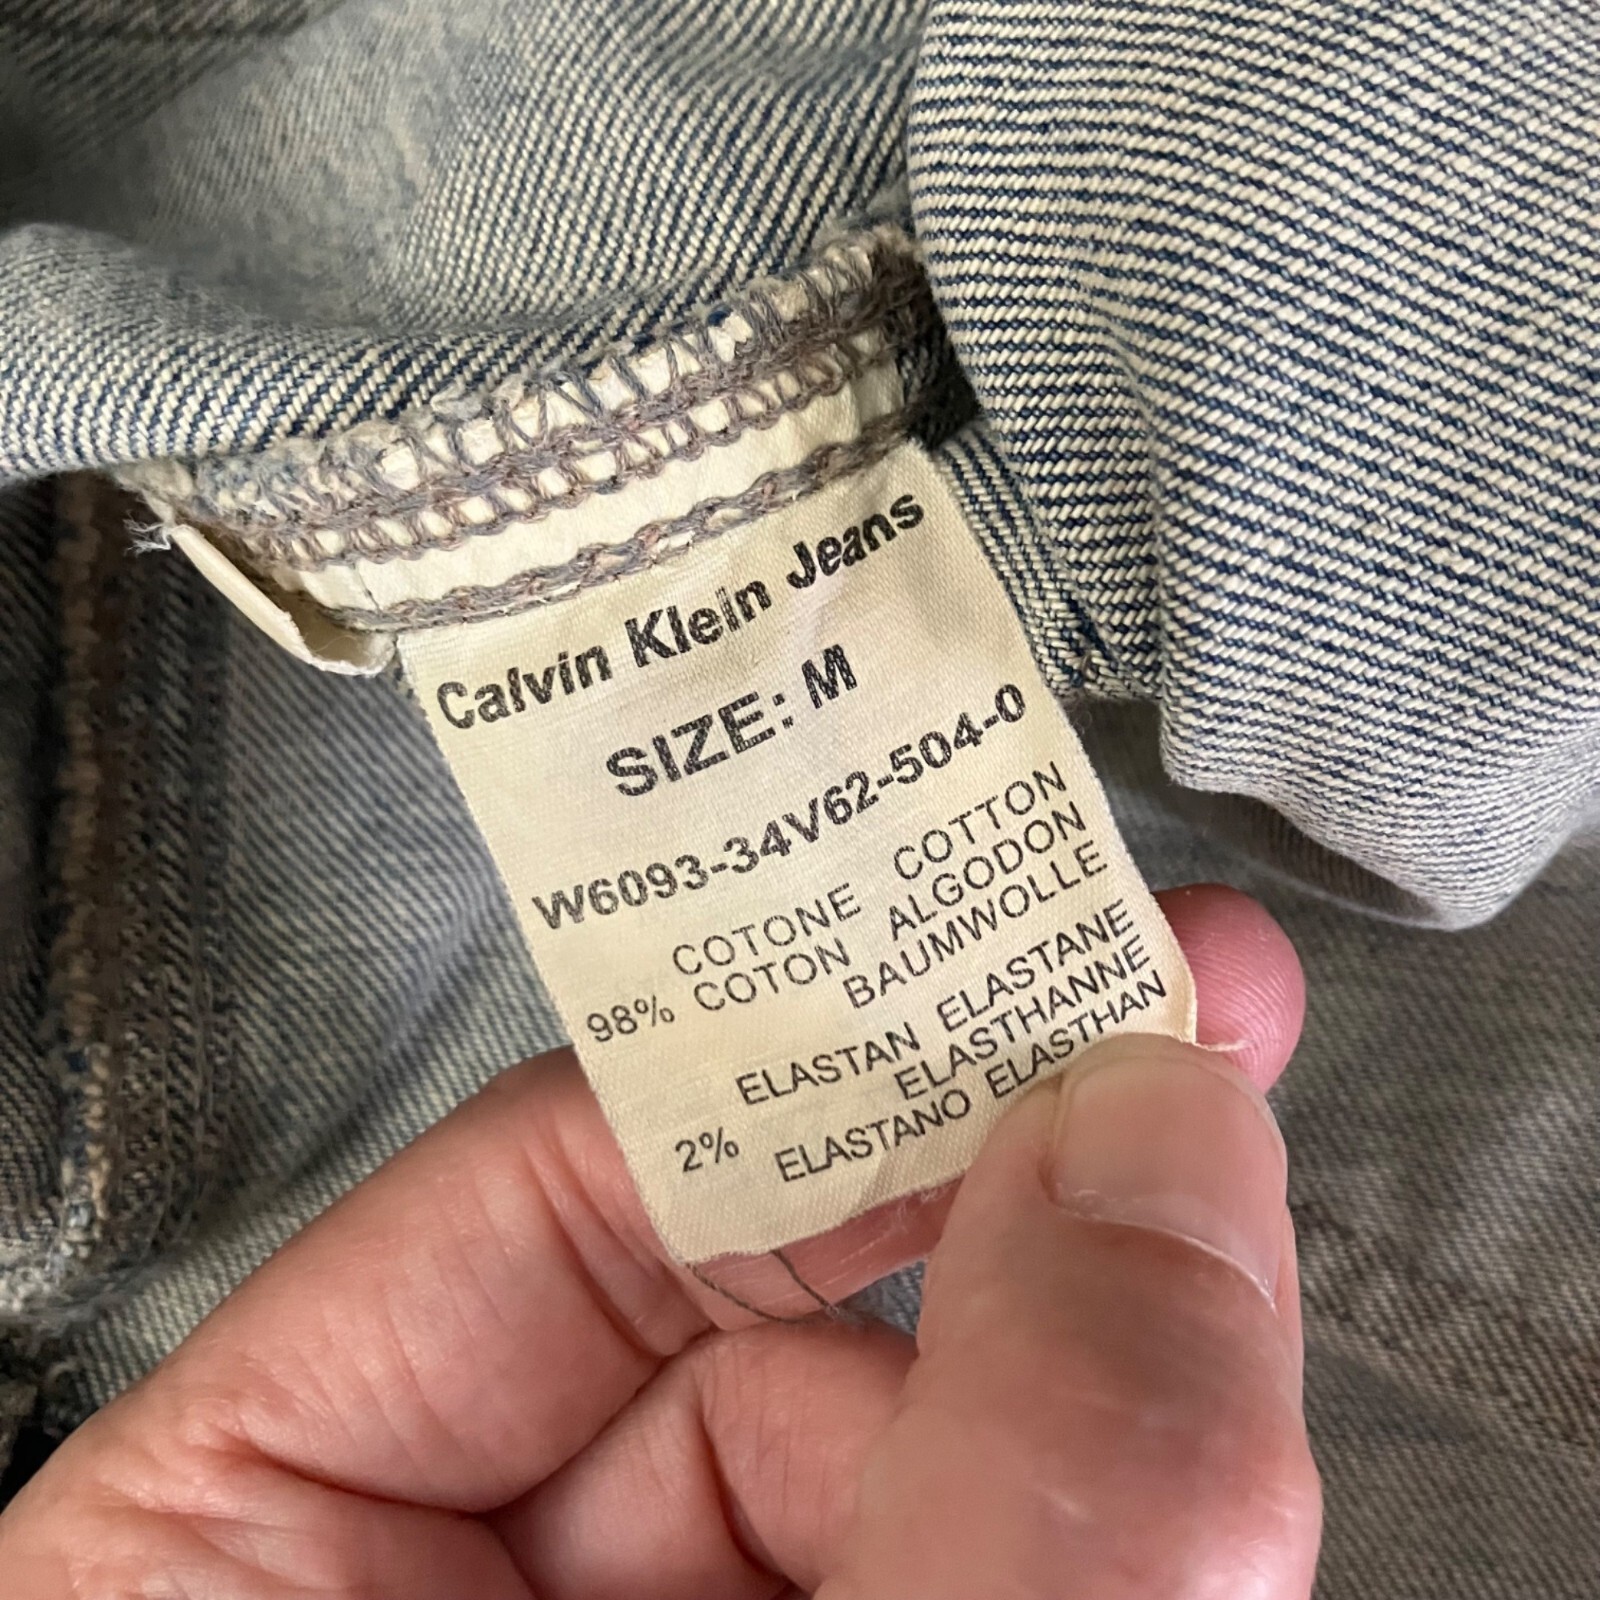 Calvin Klein Jeans
SIZE: M
W6093-34V62-504-0
COTONE COTTON
98% COTON ALGODON
BAUMWOLLE
ELASTAN ELASTANE
ELASTHANNE
2% ELASTANO ELASTHAN